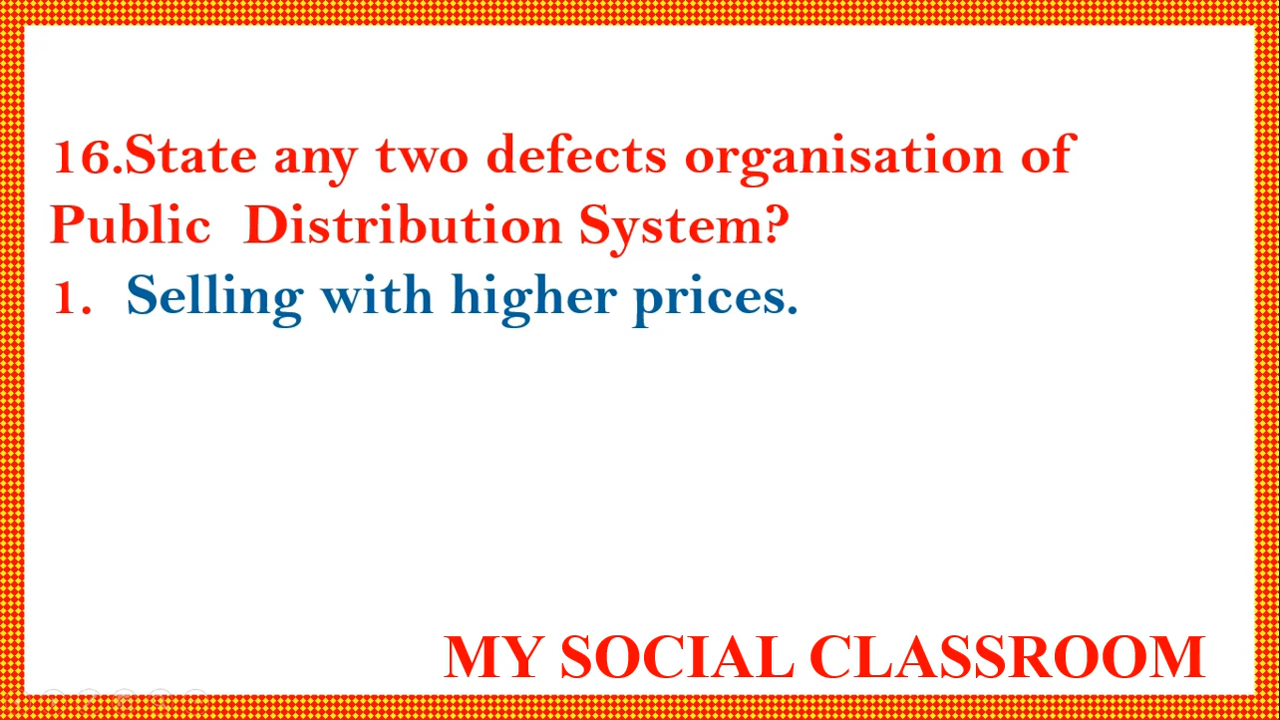 16.State any two defects organisation of
Public Distribution System?
1. Selling with higher prices.
MY SOCIAL CLASSROOM